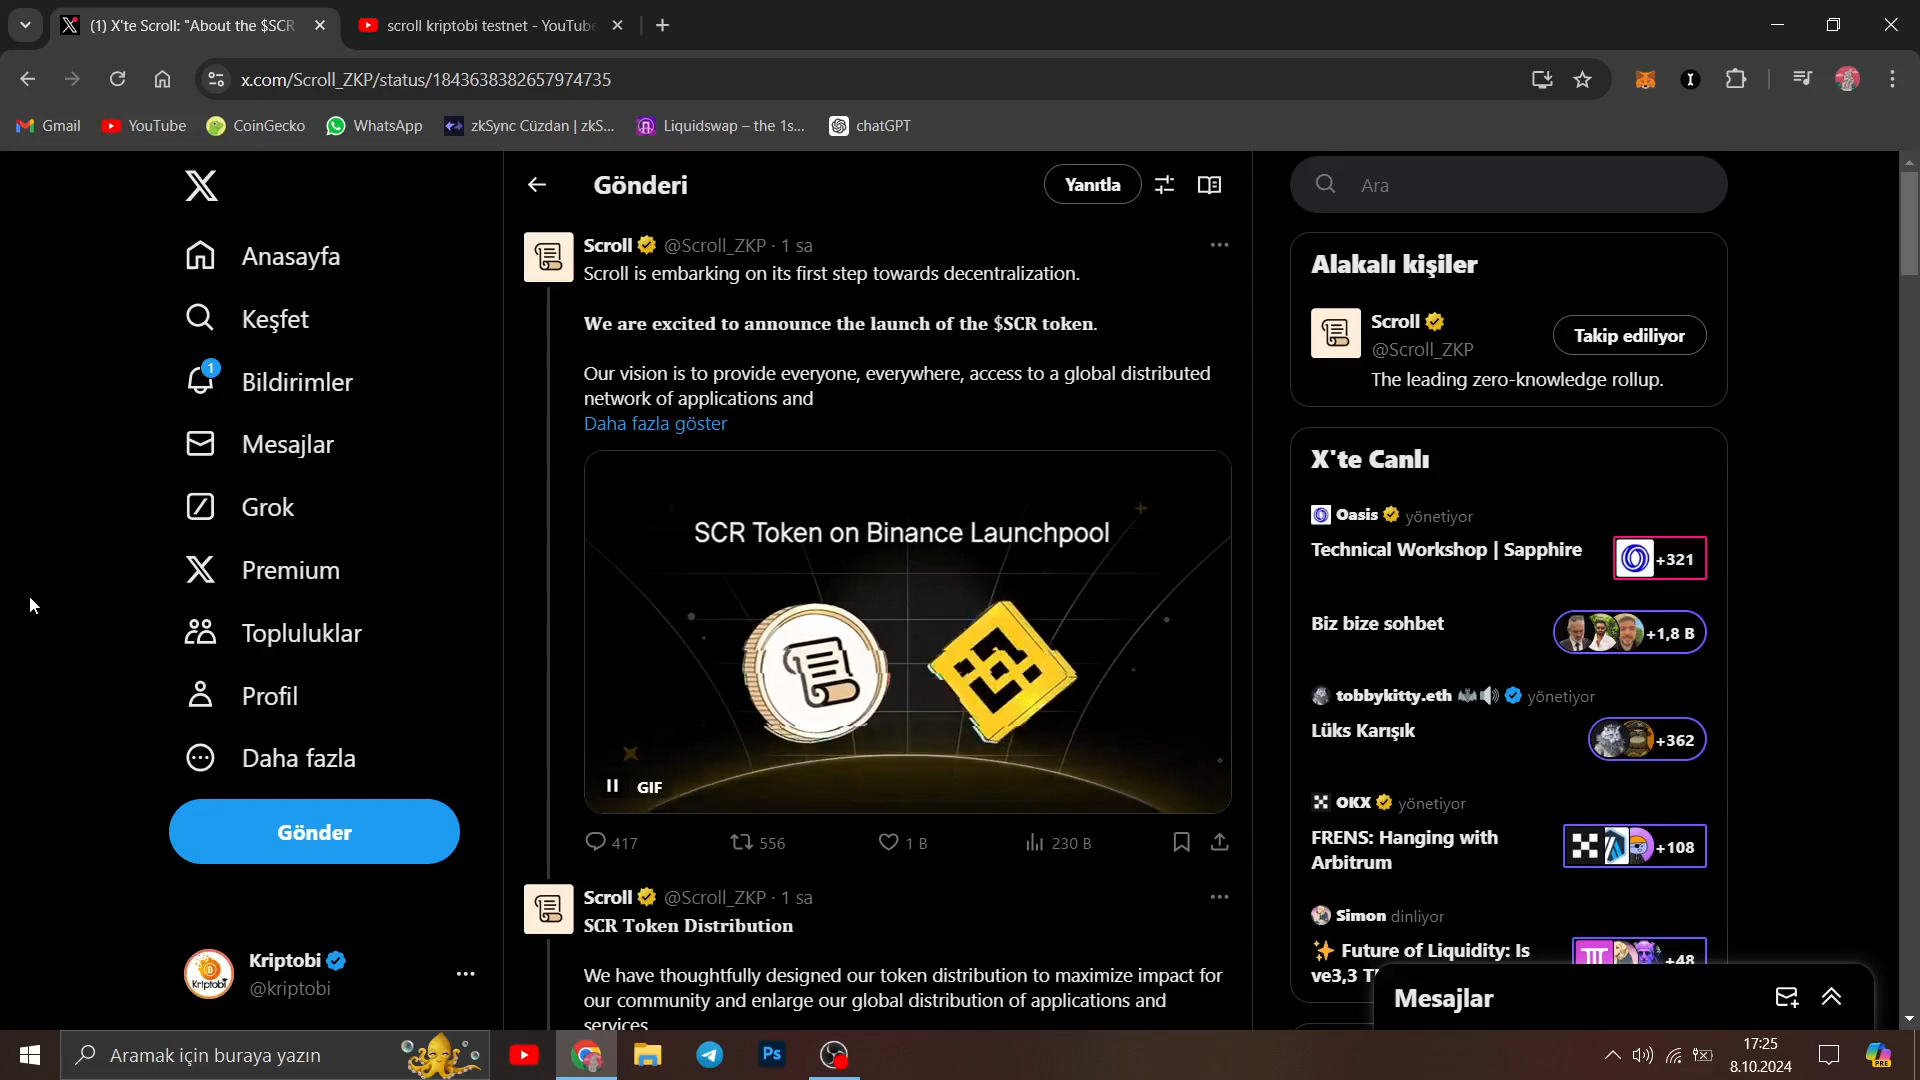 (1) X'te Scroll: "About the $SCR
scroll kriptobi testnet - YouTube
x.com/Scroll_ZKP/status/1843638382657974735
Gmail
YouTube
CoinGecko
WhatsApp
zkSync Cüzdan | zkS...
Liquidswap – the 1s...
chatGPT
Anasayfa
Keşfet
1
Bildirimler
Mesajlar
Grok
Premium
Topluluklar
Profil
Daha fazla
Gönder
Kriptobi
@kriptobi
Gönderi
Yanıtla
Scroll @Scroll_ZKP · 1 sa
Scroll is embarking on its first step towards decentralization.
We are excited to announce the launch of the $SCR token.
Our vision is to provide everyone, everywhere, access to a global distributed
network of applications and
Daha fazla göster
SCR Token on Binance Launchpool
GIF
417
556
1 B
230 B
Scroll @Scroll_ZKP · 1 sa
SCR Token Distribution
We have thoughtfully designed our token distribution to maximize impact for
our community and enlarge our global distribution of applications and
services
Ara
Alakalı kişiler
Scroll
@Scroll_ZKP
Takip ediliyor
The leading zero-knowledge rollup.
X'te Canlı
Oasis yönetiyor
Technical Workshop | Sapphire
+321
Biz bize sohbet
+1,8 B
tobbykitty.eth yönetiyor
Lüks Karışık
+362
OKX yönetiyor
FRENS: Hanging with
Arbitrum
+108
Simon dinliyor
Future of Liquidity: Is
ve3,3
+48
Mesajlar
Aramak için buraya yazın
Ps
17:25
8.10.2024
PRE